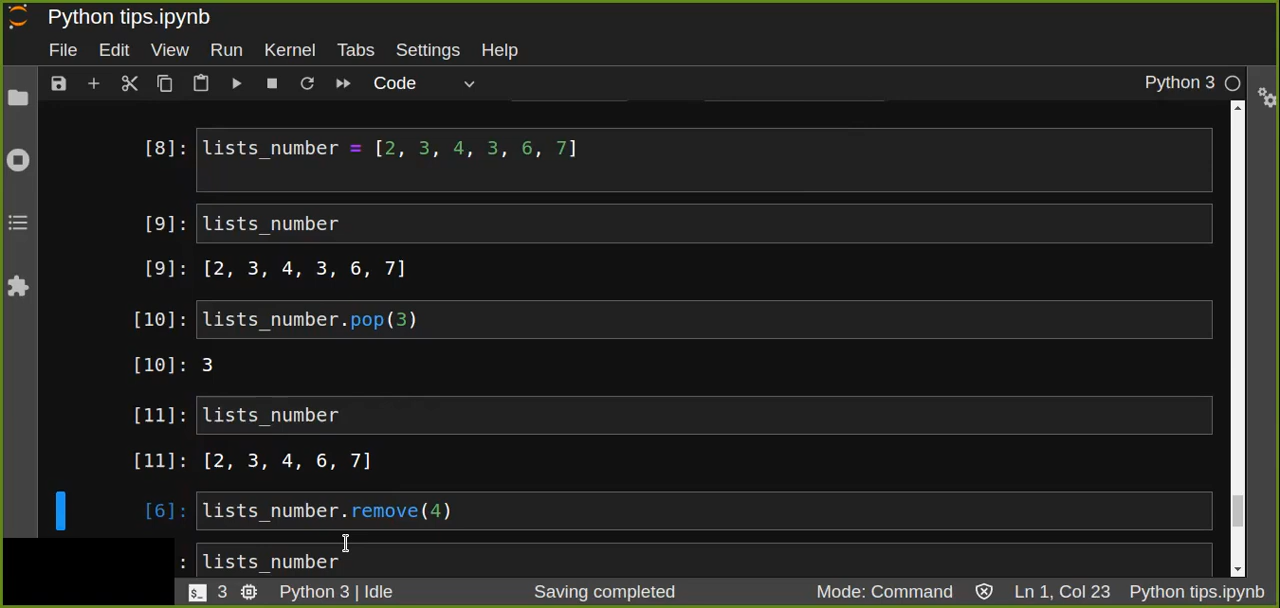 Python tips.ipynb
File Edit View Run Kernel Tabs Settings Help
Code Python 3
[8]: lists_number = [2, 3, 4, 3, 6, 7]
[9]: lists_number
[9]: [2, 3, 4, 3, 6, 7]
[10]: lists_number.pop(3)
[10]: 3
[11]: lists_number
[11]: [2, 3, 4, 6, 7]
[6]: lists_number.remove(4)
: lists_number
3 Python 3 | Idle Saving completed Mode: Command Ln 1, Col 23 Python tips.ipynb